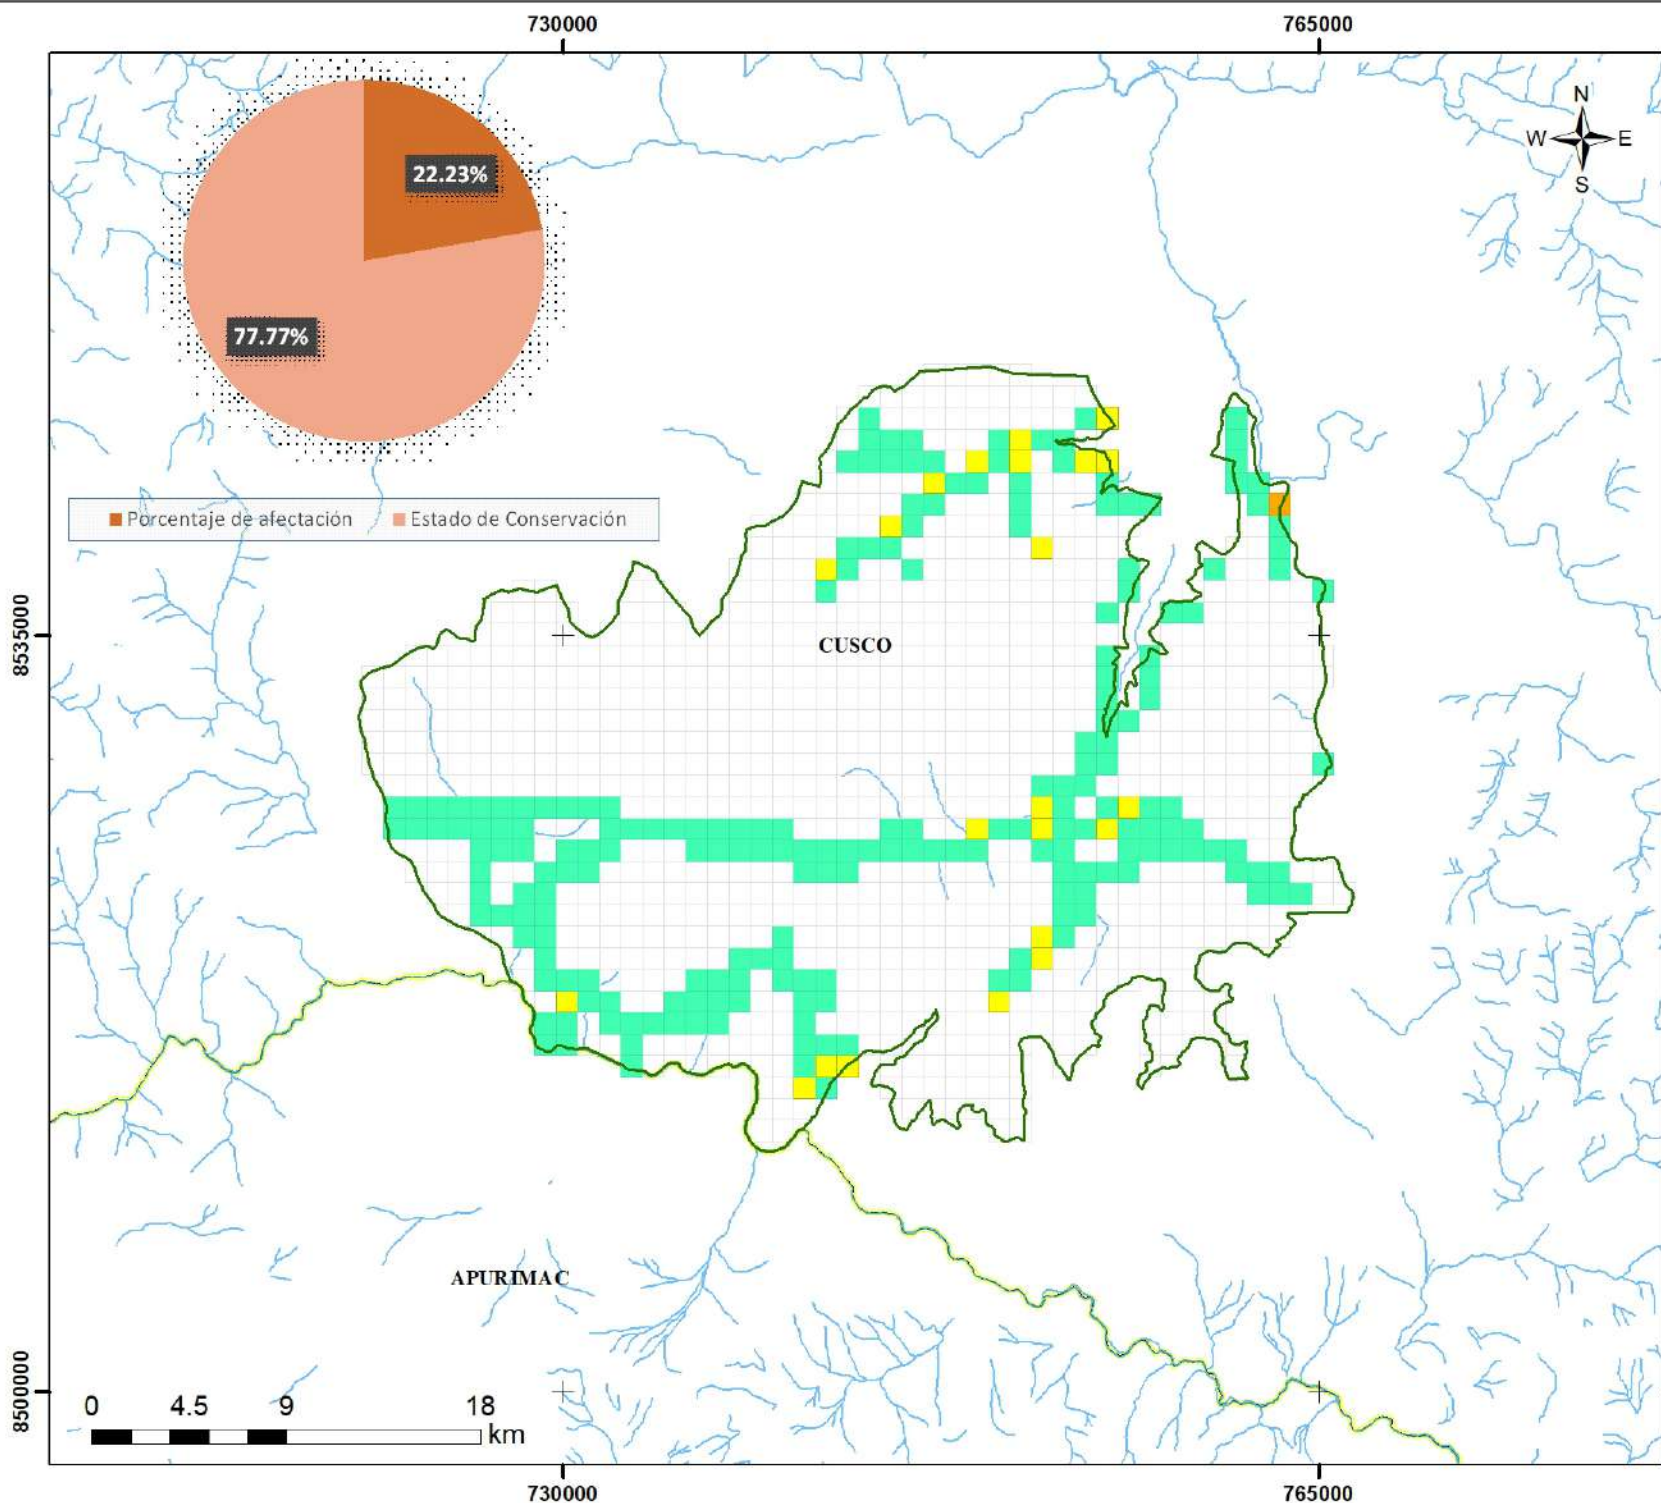 730000 765000
N
W E
S
22.23%
77.77%
Porcentaje de afectación Estado de Conservación
8535000
CUSCO
APURIMAC
8500000
0 4.5 9 18
km
730000 765000